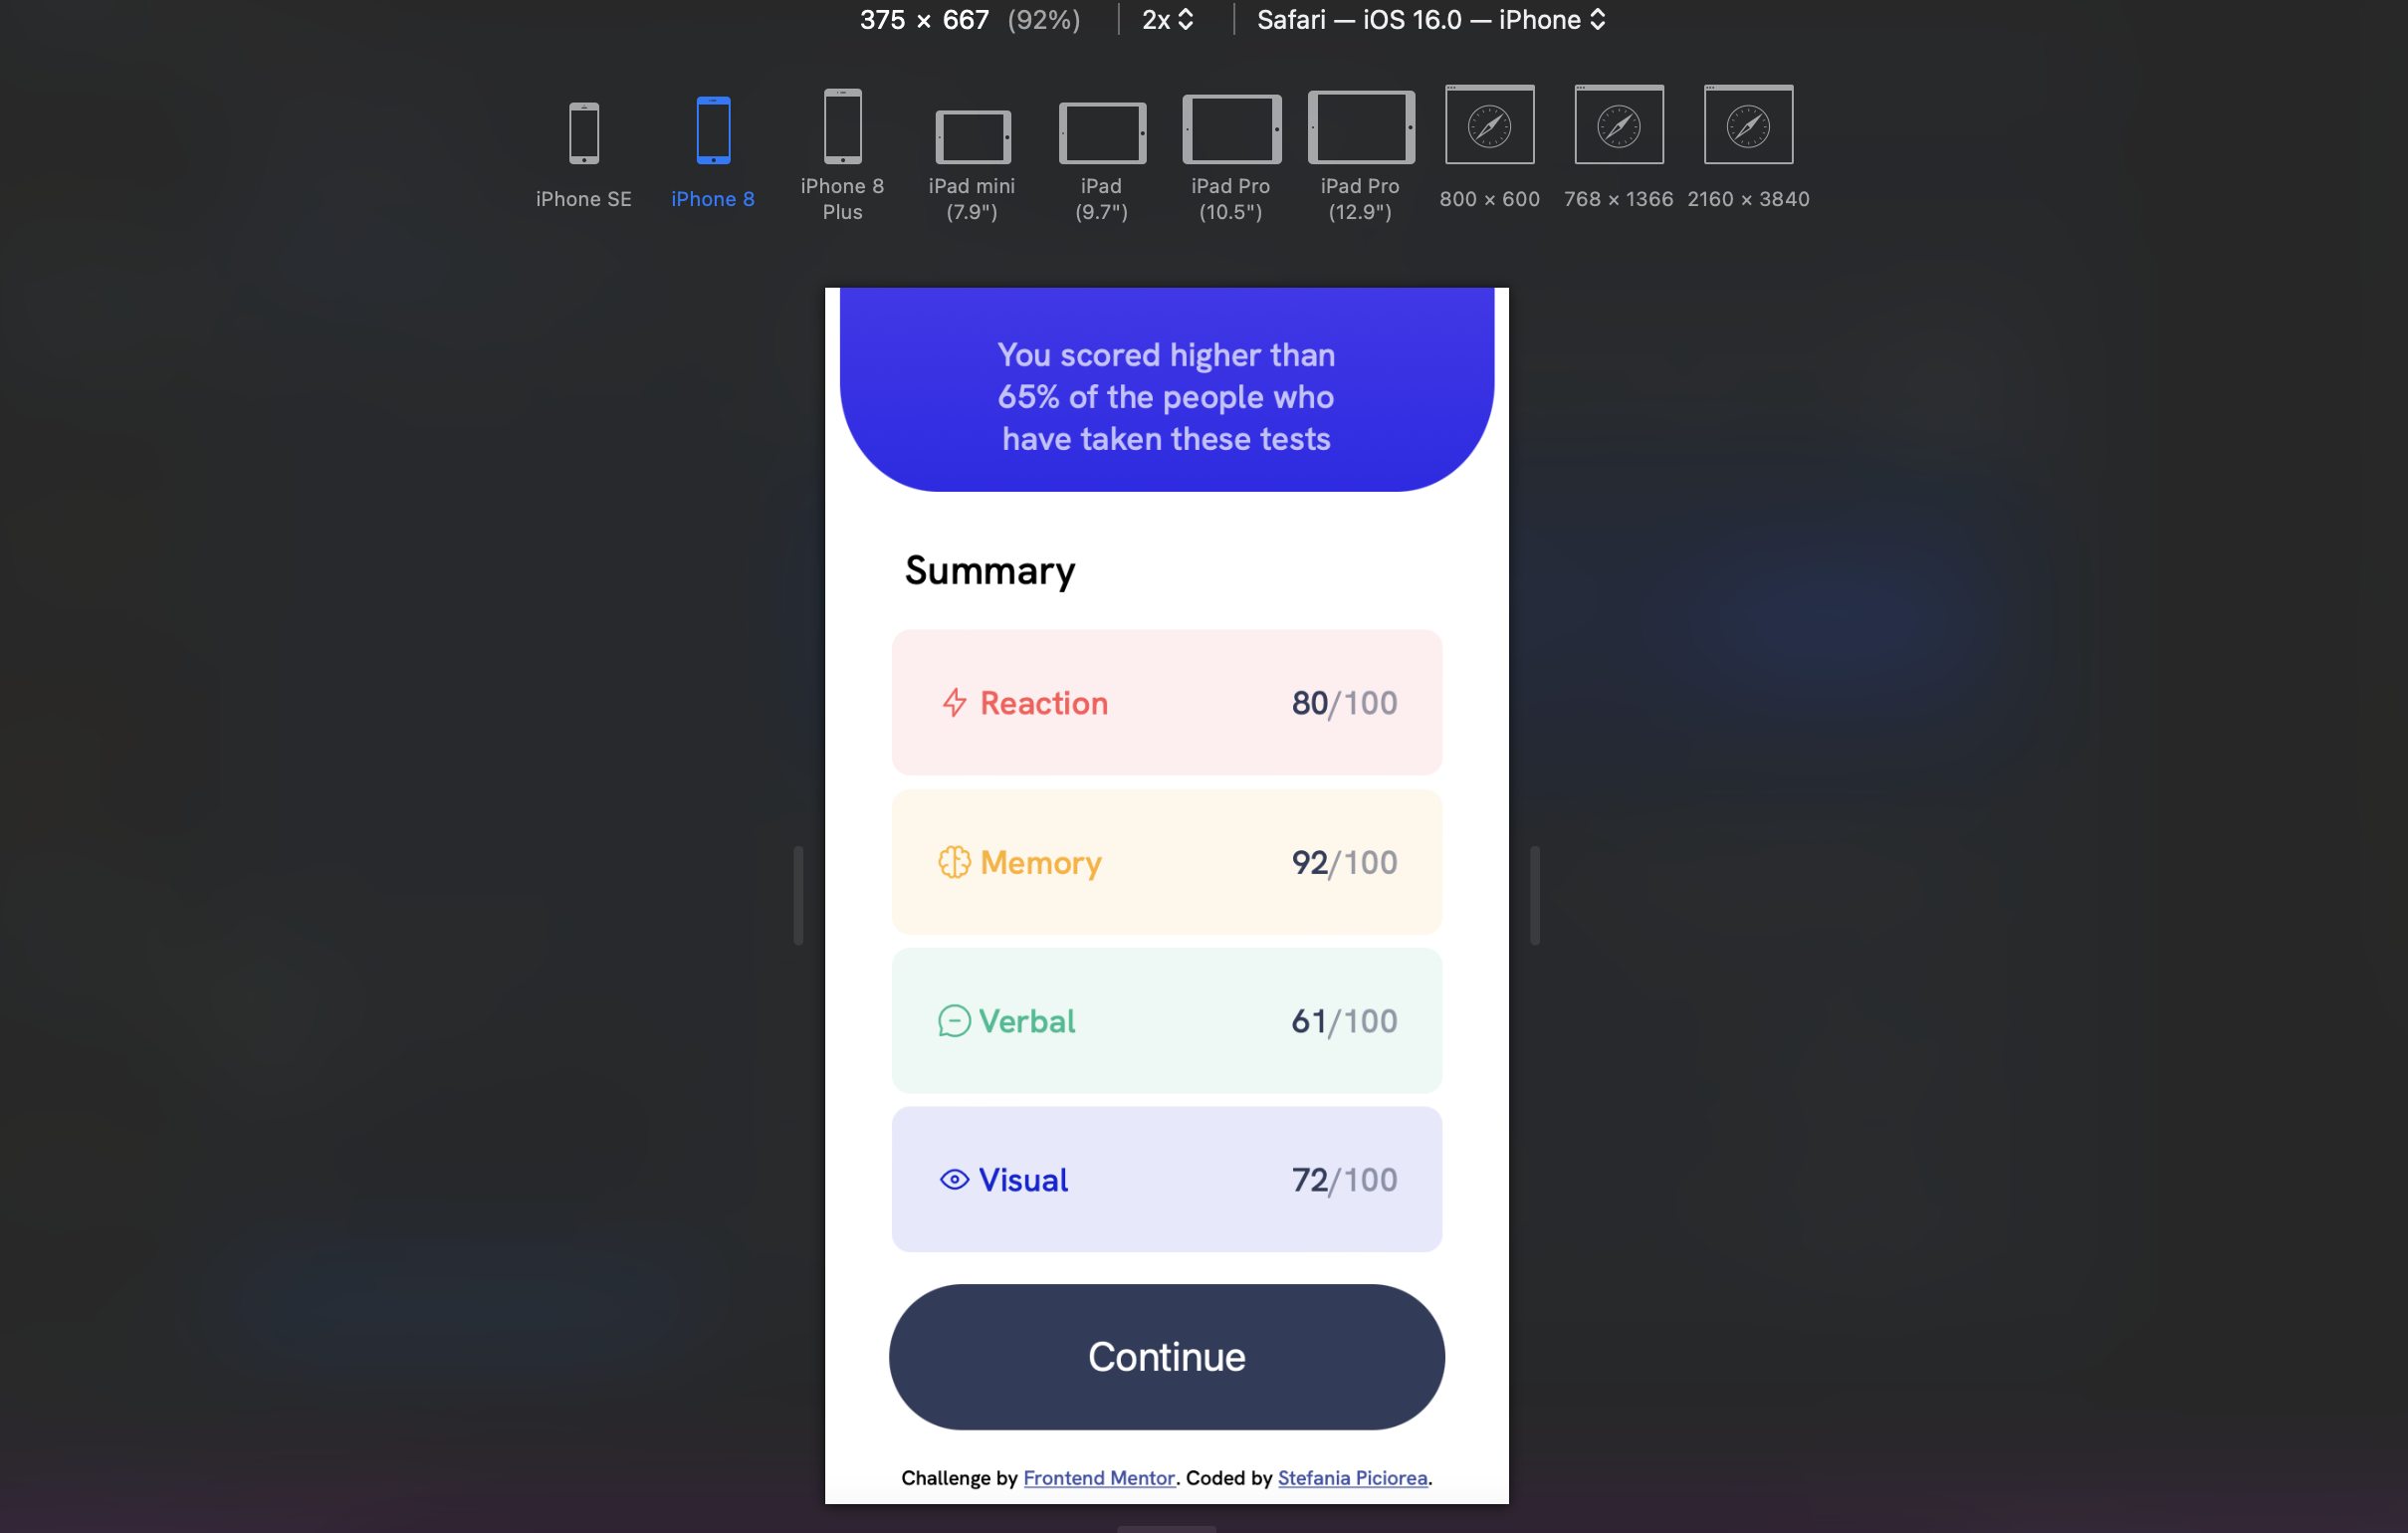 375 × 667 (92%) 2x Safari — iOS 16.0 — iPhone
iPhone SE
iPhone 8
iPhone 8
Plus
iPad mini
(7.9")
iPad
(9.7")
iPad Pro
(10.5")
iPad Pro
(12.9")
800 × 600
768 × 1366
2160 × 3840
You scored higher than
65% of the people who
have taken these tests
Summary
Reaction 80/100
Memory 92/100
Verbal 61/100
Visual 72/100
Continue
Challenge by Frontend Mentor. Coded by Stefania Piciorea.